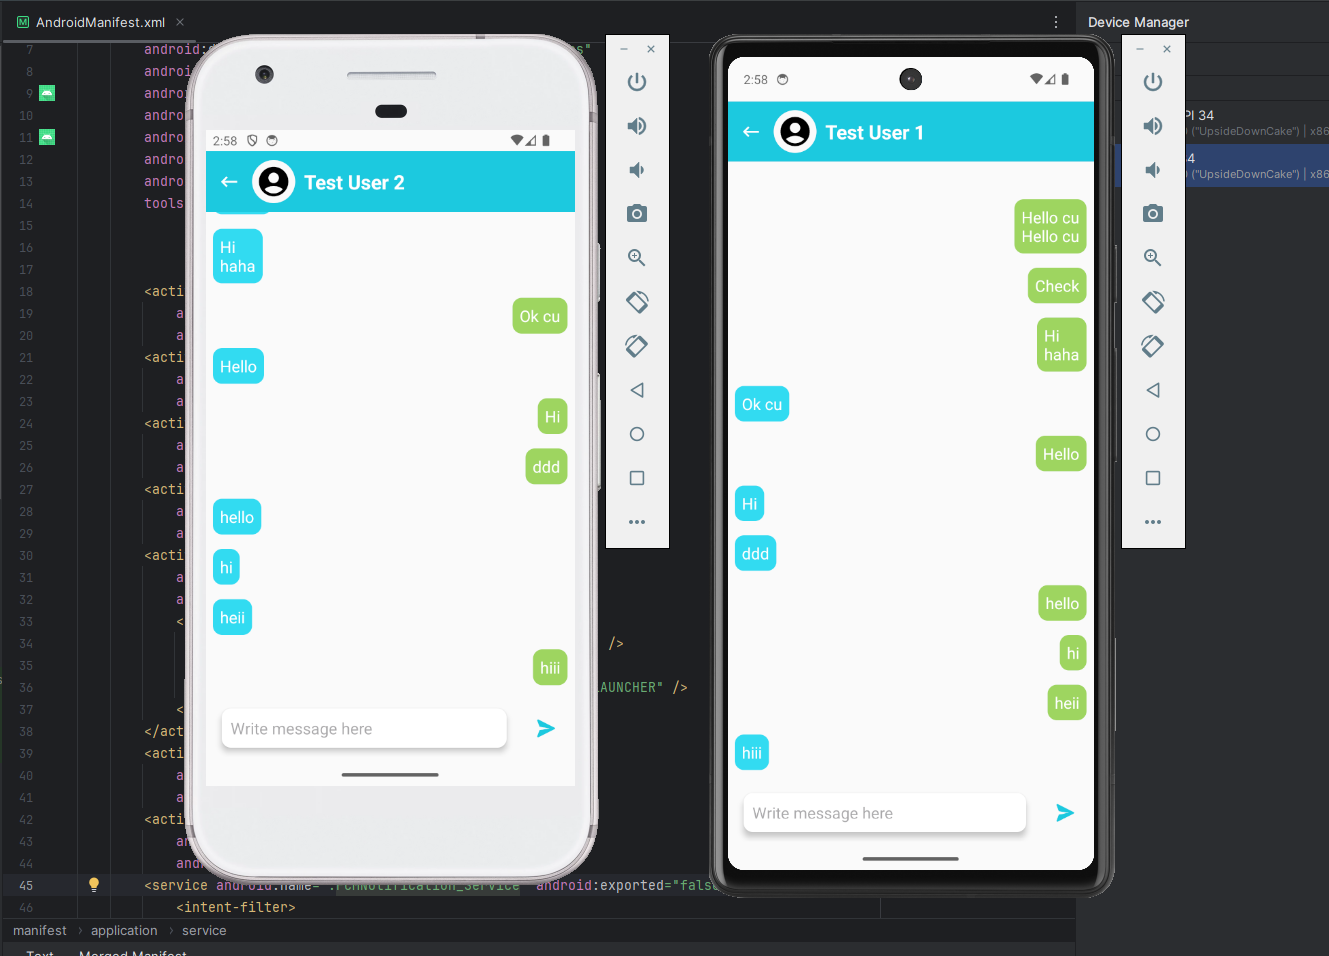 AndroidManifest.xml
Device Manager
7 android:
8 android
9 andro
10 andro
11 andro
12 andro
13 andro
14 tools
15
16
17
18 <acti
19 a
20 a
21 <acti
22 a
23 a
24 <acti
25 a
26 a
27 <acti
28 a
29 a
30 <acti
31 a
32 a
33 <
34 />
35
36 LAUNCHER" />
37 <
38 </act
39 <acti
40 a
41 a
42 <acti
43 an
44 and
45 <service android:name=".FCMNotification_Service" android:exported="false
46 <intent-filter>
manifest > application > service
Text Merged Manifest
2:58
Test User 2
Hi
haha
Ok cu
Hello
Hi
ddd
hello
hi
heii
hiii
Write message here
2:58
Test User 1
Hello cu
Hello cu
Check
Hi
haha
Ok cu
Hello
Hi
ddd
hello
hi
heii
hiii
Write message here
PI 34
("UpsideDownCake") | x86
34
("UpsideDownCake") | x86